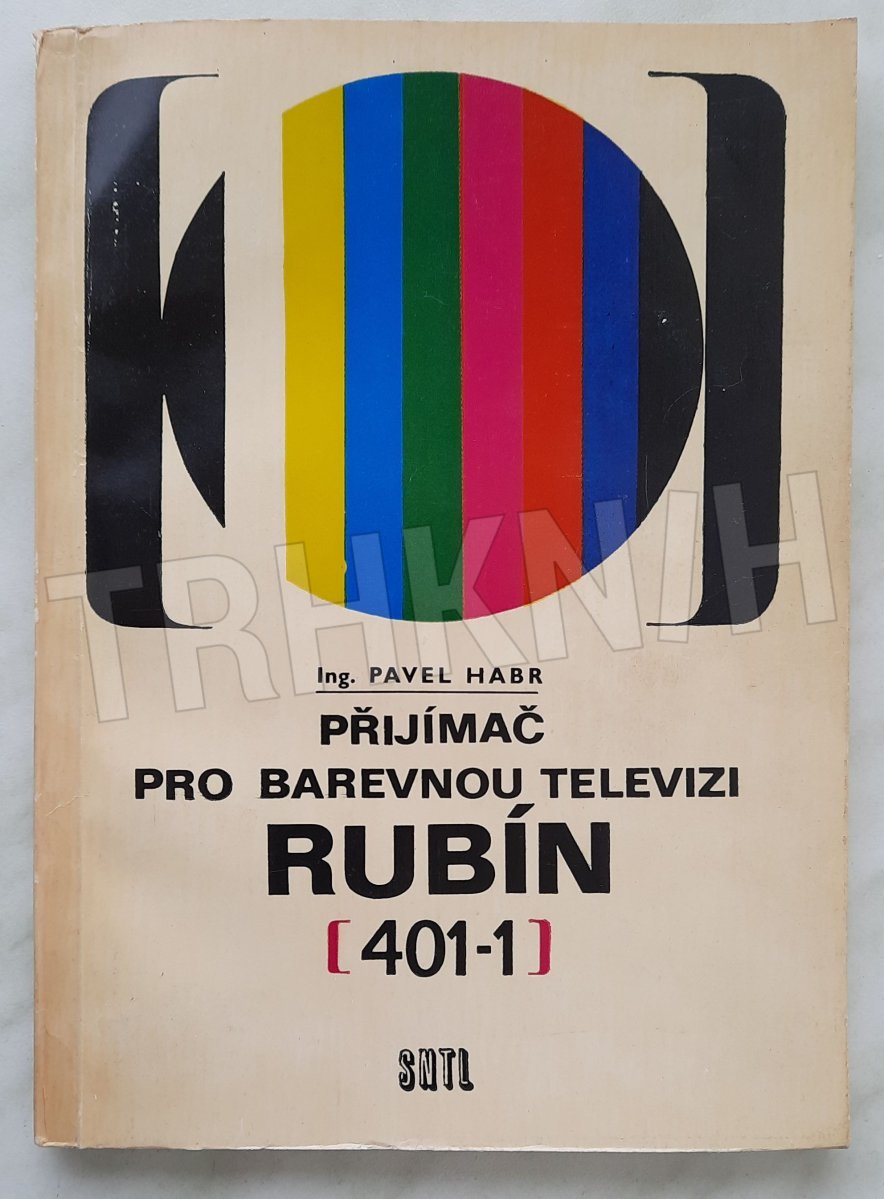 Ing. PAVEL HABR
PŘIJÍMAČ
PRO BAREVNOU TELEVIZI
RUBÍN
[401-1]
SNTL
TRHKNIH